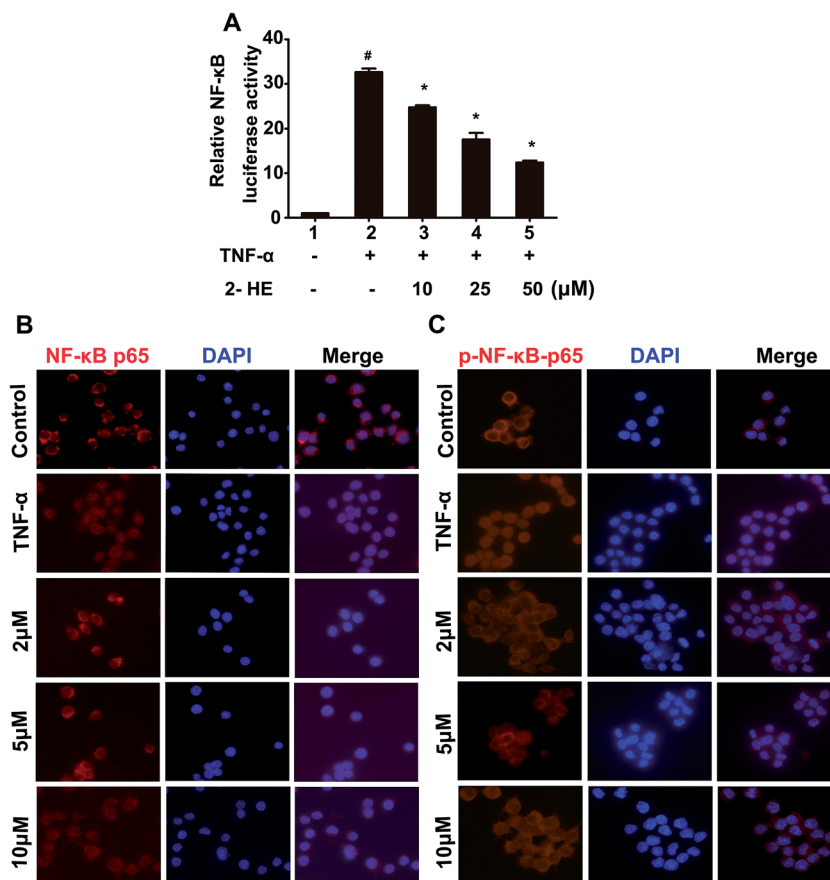 A
Relative NF-κB
luciferase activity
40
30
20
10
0
#
*
*
*
1 2 3 4 5
TNF-α - + + + +
2- HE - - 10 25 50 (μM)
B
NF-κB p65 DAPI Merge
Control
TNF-α
2μM
5μM
10μM
C
p-NF-κB-p65 DAPI Merge
Control
TNF-α
2μM
5μM
10μM